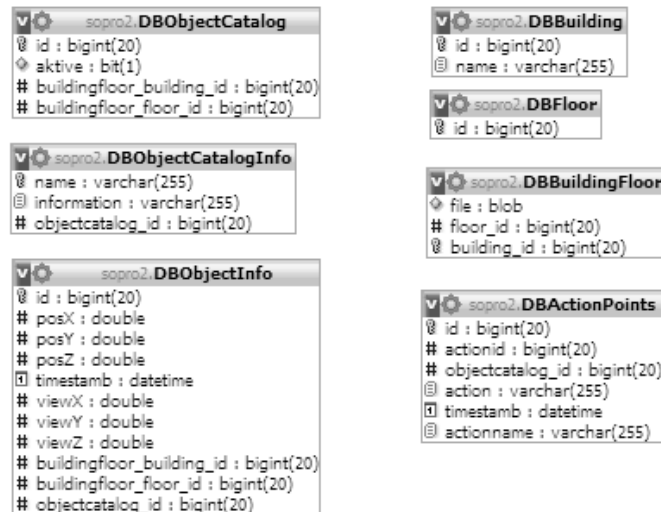 sopro2.DBObjectCatalog
id : bigint(20)
aktive : bit(1)
# buildingfloor_building_id : bigint(20)
# buildingfloor_floor_id : bigint(20)
sopro2.DBObjectCatalogInfo
name : varchar(255)
information : varchar(255)
# objectcatalog_id : bigint(20)
sopro2.DBObjectInfo
id : bigint(20)
# posX : double
# posY : double
# posZ : double
timestamb : datetime
# viewX : double
# viewY : double
# viewZ : double
# buildingfloor_building_id : bigint(20)
# buildingfloor_floor_id : bigint(20)
# objectcatalog_id : bigint(20)
sopro2.DBBuilding
id : bigint(20)
name : varchar(255)
sopro2.DBFloor
id : bigint(20)
sopro2.DBBuildingFloor
file : blob
# floor_id : bigint(20)
building_id : bigint(20)
sopro2.DBActionPoints
id : bigint(20)
# actionid : bigint(20)
# objectcatalog_id : bigint(20)
action : varchar(255)
timestamb : datetime
actionname : varchar(255)